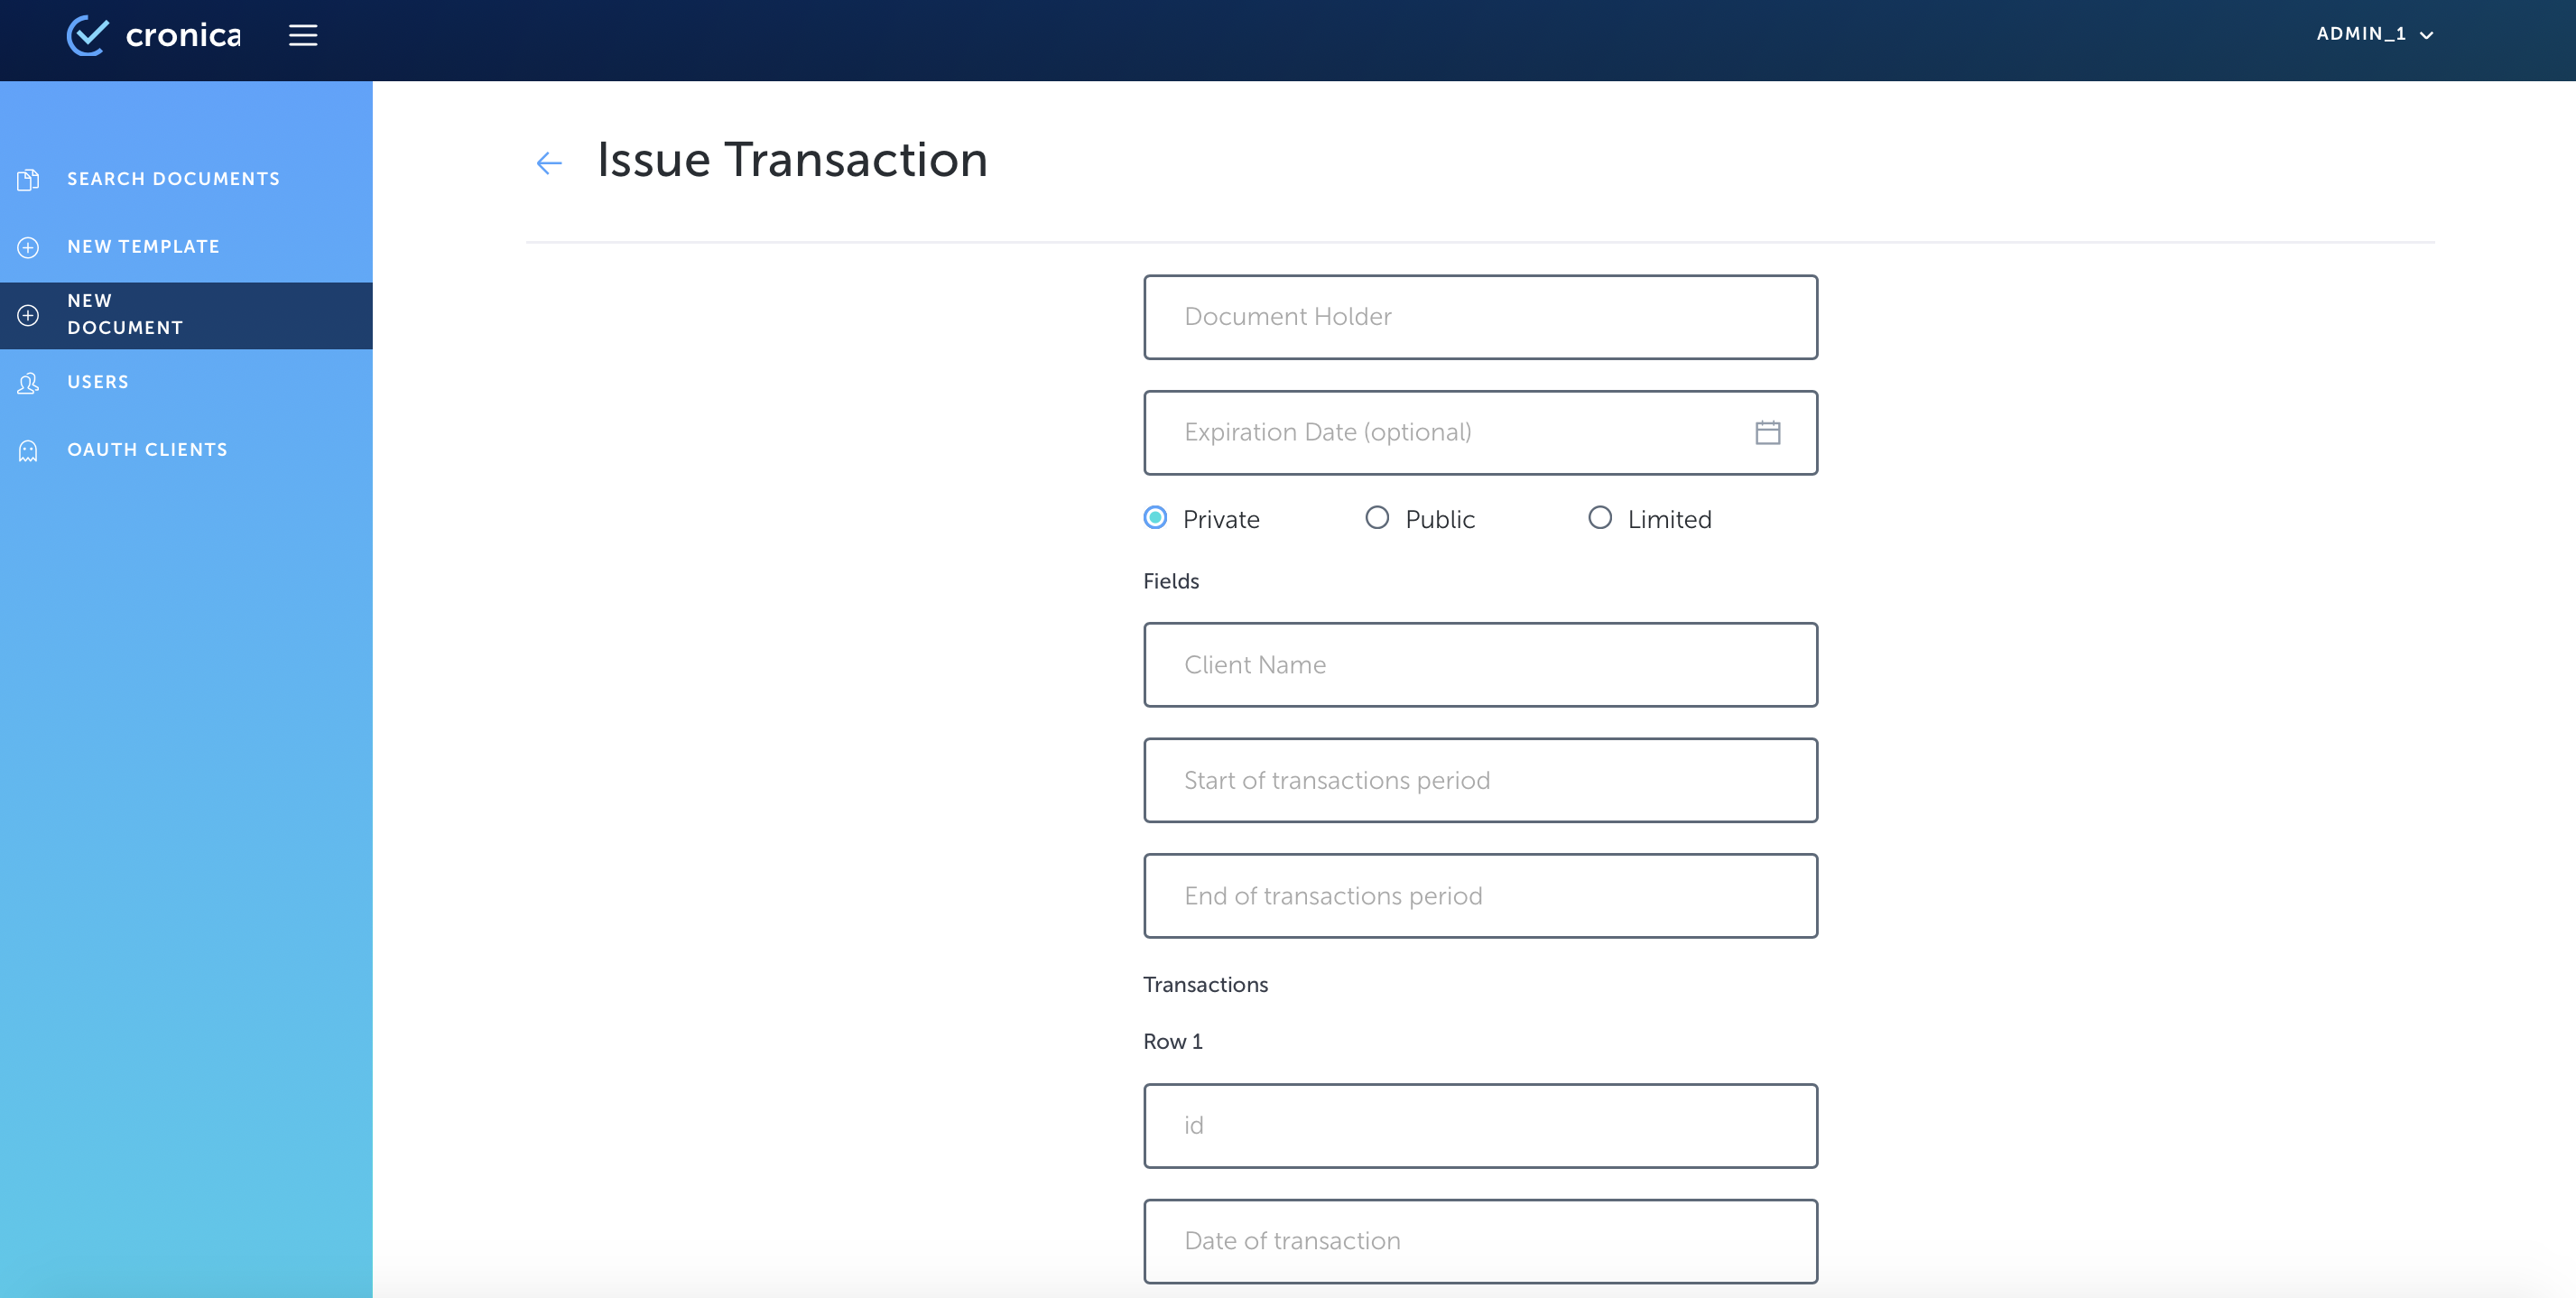 cronica
ADMIN_1
SEARCH DOCUMENTS
NEW TEMPLATE
NEW
DOCUMENT
USERS
OAUTH CLIENTS
Issue Transaction
Document Holder
Expiration Date (optional)
Private Public Limited
Fields
Client Name
Start of transactions period
End of transactions period
Transactions
Row 1
id
Date of transaction